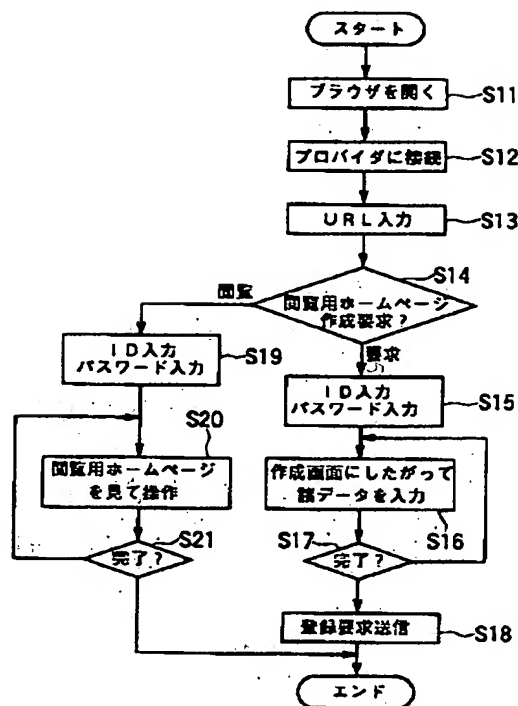 スタート
ブラウザを開く
S11
プロバイダに接続
S12
URL入力
S13
S14
閲覧用ホームページ
作成要求?
閲覧
要求
ID入力
パスワード入力
S19
ID入力
パスワード入力
S15
S20
閲覧用ホームページ
を見て操作
作成画面にしたがって
該データを入力
S16
S21
完了?
S17
完了?
登録要求送信
S18
エンド